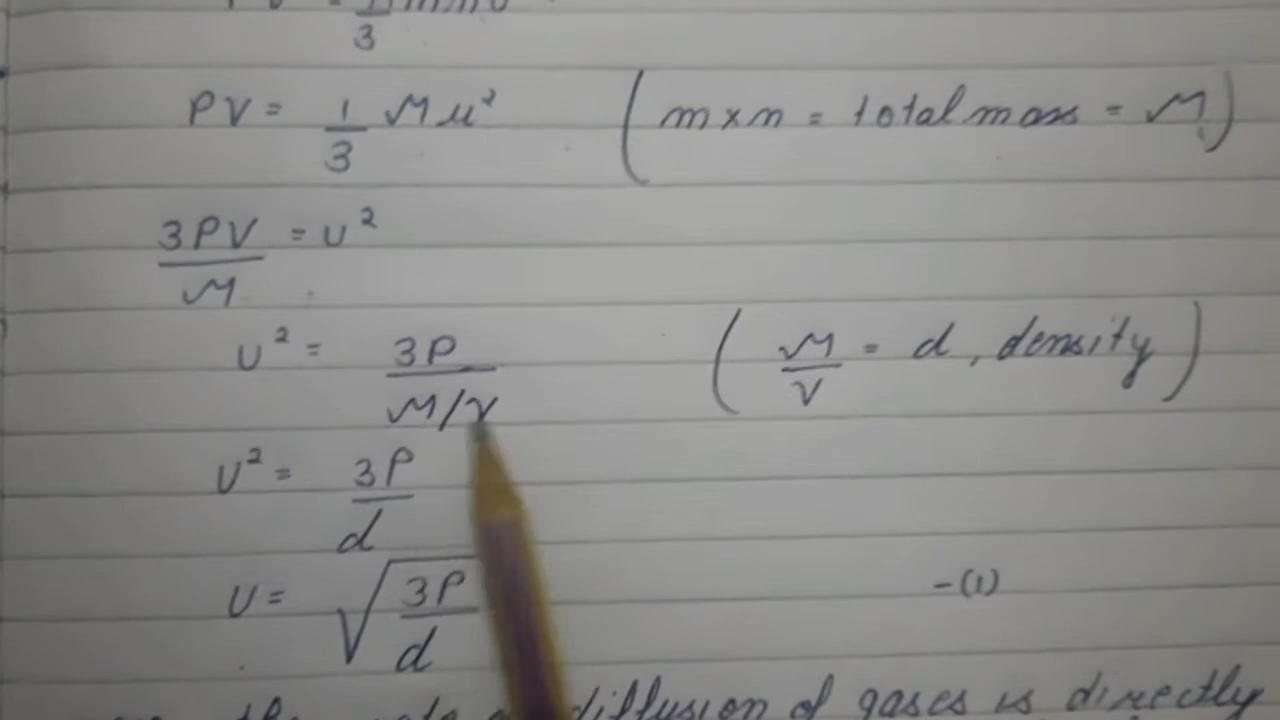 PV = 1/3 Mu² (m×n = total mass = M)
3PV/M = u²
u² = 3P/M/V (M/V = d, density)
U² = 3P/d
U = √3P/d -(1)
diffusion of gases is directly